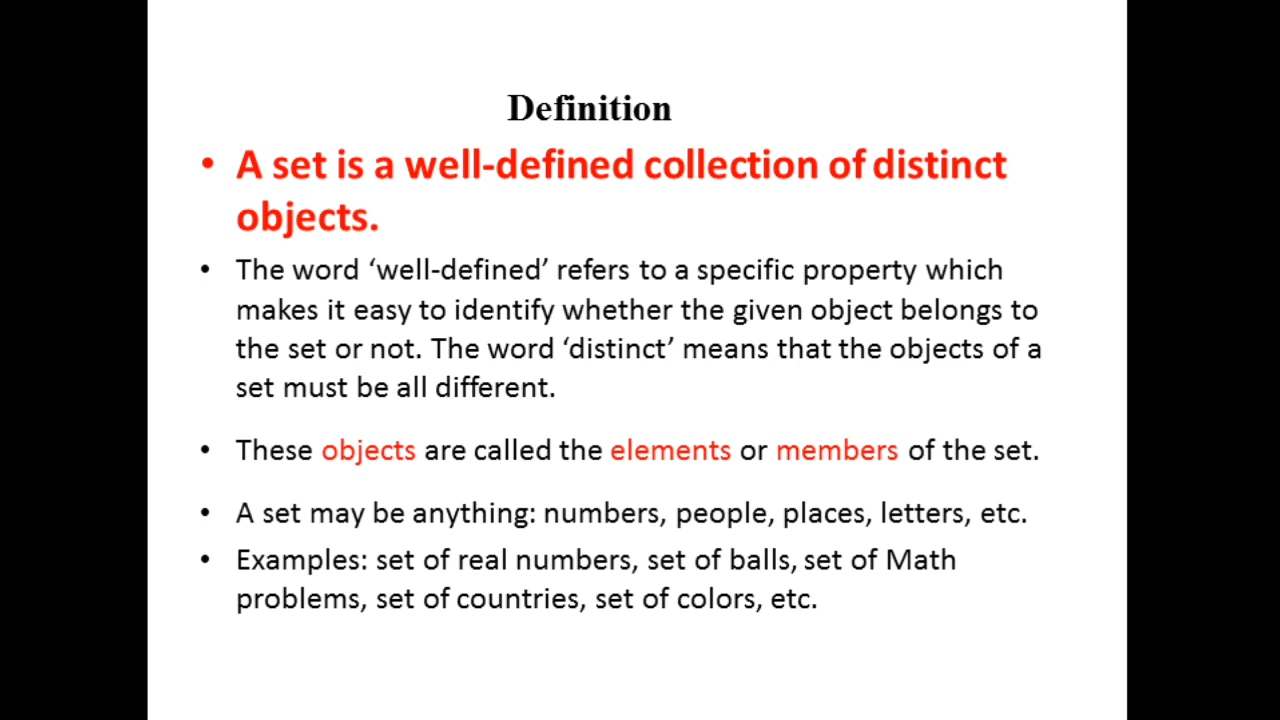 Definition
• A set is a well-defined collection of distinct
objects.
• The word ‘well-defined’ refers to a specific property which
makes it easy to identify whether the given object belongs to
the set or not. The word ‘distinct’ means that the objects of a
set must be all different.
• These objects are called the elements or members of the set.
• A set may be anything: numbers, people, places, letters, etc.
• Examples: set of real numbers, set of balls, set of Math
problems, set of countries, set of colors, etc.